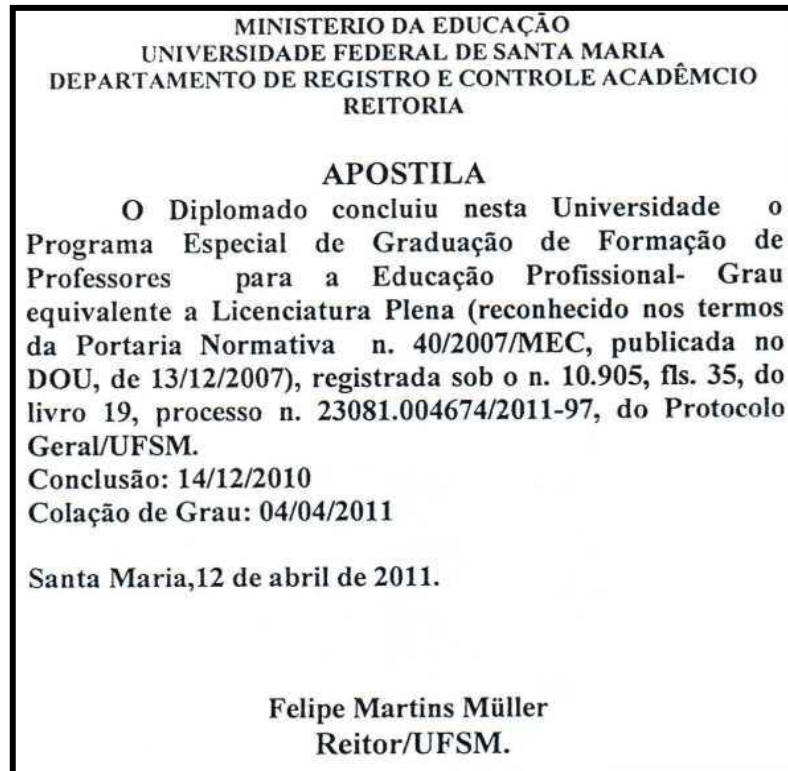 MINISTERIO DA EDUCAÇÃO
UNIVERSIDADE FEDERAL DE SANTA MARIA
DEPARTAMENTO DE REGISTRO E CONTROLE ACADÊMCIO
REITORIA
APOSTILA
O Diplomado concluiu nesta Universidade o
Programa Especial de Graduação de Formação de
Professores para a Educação Profissional- Grau
equivalente a Licenciatura Plena (reconhecido nos termos
da Portaria Normativa n. 40/2007/MEC, publicada no
DOU, de 13/12/2007), registrada sob o n. 10.905, fls. 35, do
livro 19, processo n. 23081.004674/2011-97, do Protocolo
Geral/UFSM.
Conclusão: 14/12/2010
Colação de Grau: 04/04/2011
Santa Maria,12 de abril de 2011.
Felipe Martins Müller
Reitor/UFSM.